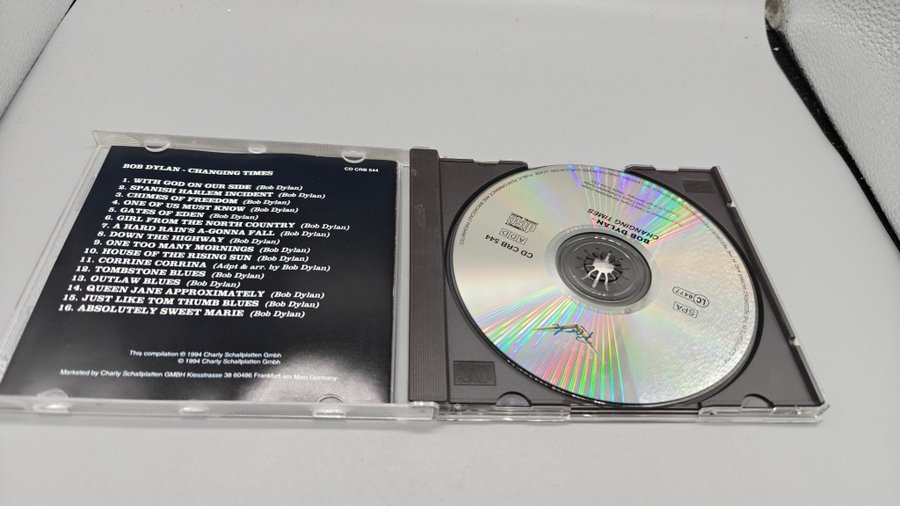 BOB DYLAN - CHANGING TIMES
CD CRB 544
1. WITH GOD ON OUR SIDE (Bob Dylan)
2. SPANISH HARLEM INCIDENT (Bob Dylan)
3. CHIMES OF FREEDOM (Bob Dylan)
4. ONE OF US MUST KNOW (Bob Dylan)
5. GATES OF EDEN (Bob Dylan)
6. GIRL FROM THE NORTH COUNTRY (Bob Dylan)
7. A HARD RAIN'S A-GONNA FALL (Bob Dylan)
8. DOWN THE HIGHWAY (Bob Dylan)
9. ONE TOO MANY MORNINGS (Bob Dylan)
10. HOUSE OF THE RISING SUN (Bob Dylan)
11. CORRINE CORRINA (Adpt & arr. by Bob Dylan)
12. TOMBSTONE BLUES (Bob Dylan)
13. OUTLAW BLUES (Bob Dylan)
14. QUEEN JANE APPROXIMATELY (Bob Dylan)
15. JUST LIKE TOM THUMB BLUES (Bob Dylan)
16. ABSOLUTELY SWEET MARIE (Bob Dylan)
This compilation ℗ 1994 Charly Schallplatten Gmbh
© 1994 Charly Schallplatten Gmbh
Marketed by Charly Schallplatten GMBH Kiesstrasse 38 60486 Frankfurt am Main Germany
BOB DYLAN -
CHANGING TIMES
COMPACT
disc
DIGITAL AUDIO
CD CRB 544
SPA
LC 8477
Rock